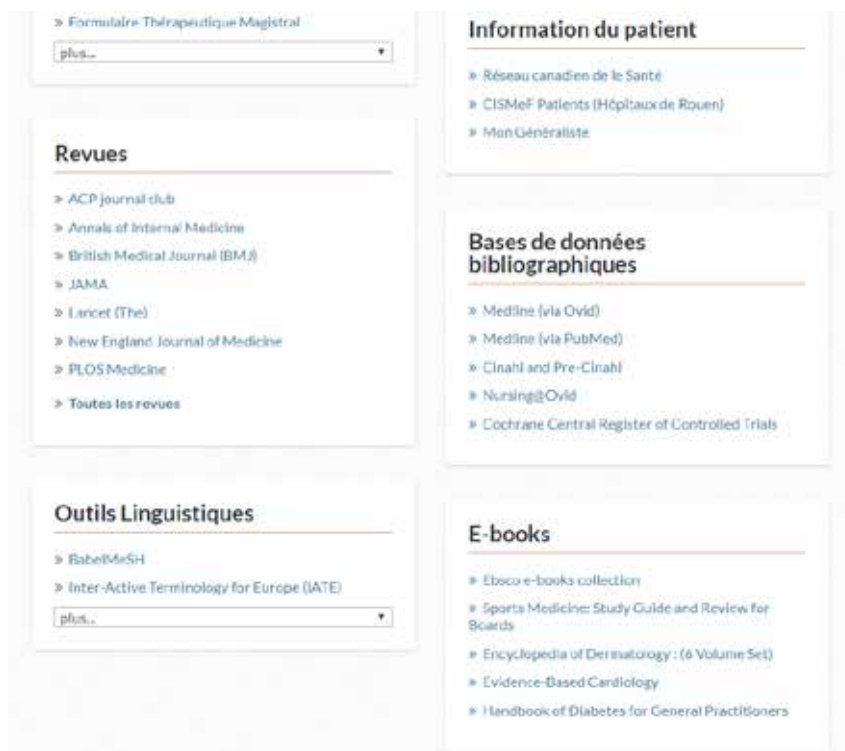 » Formulaire Thérapeutique Magistral
plus...
Revues
» ACP journal club
» Annals of Internal Medicine
» British Medical Journal (BMJ)
» JAMA
» Lancet (The)
» New England Journal of Medicine
» PLOS Medicine
» Toutes les revues
Outils Linguistiques
» BabelMeSH
» Inter-Active Terminology for Europe (IATE)
plus...
Information du patient
» Réseau canadien de le Santé
» CISMeF Patients (Hôpitaux de Rouen)
» Mon Généraliste
Bases de données
bibliographiques
» Medline (via Ovid)
» Medline (via PubMed)
» Cinahl and Pre-Cinahl
» Nursing@Ovid
» Cochrane Central Register of Controlled Trials
E-books
» Ebsco e-books collection
» Sports Medicine: Study Guide and Review for
Boards
» Encyclopedia of Dermatology : (6 Volume Set)
» Evidence-Based Cardiology
» Handbook of Diabetes for General Practitioners